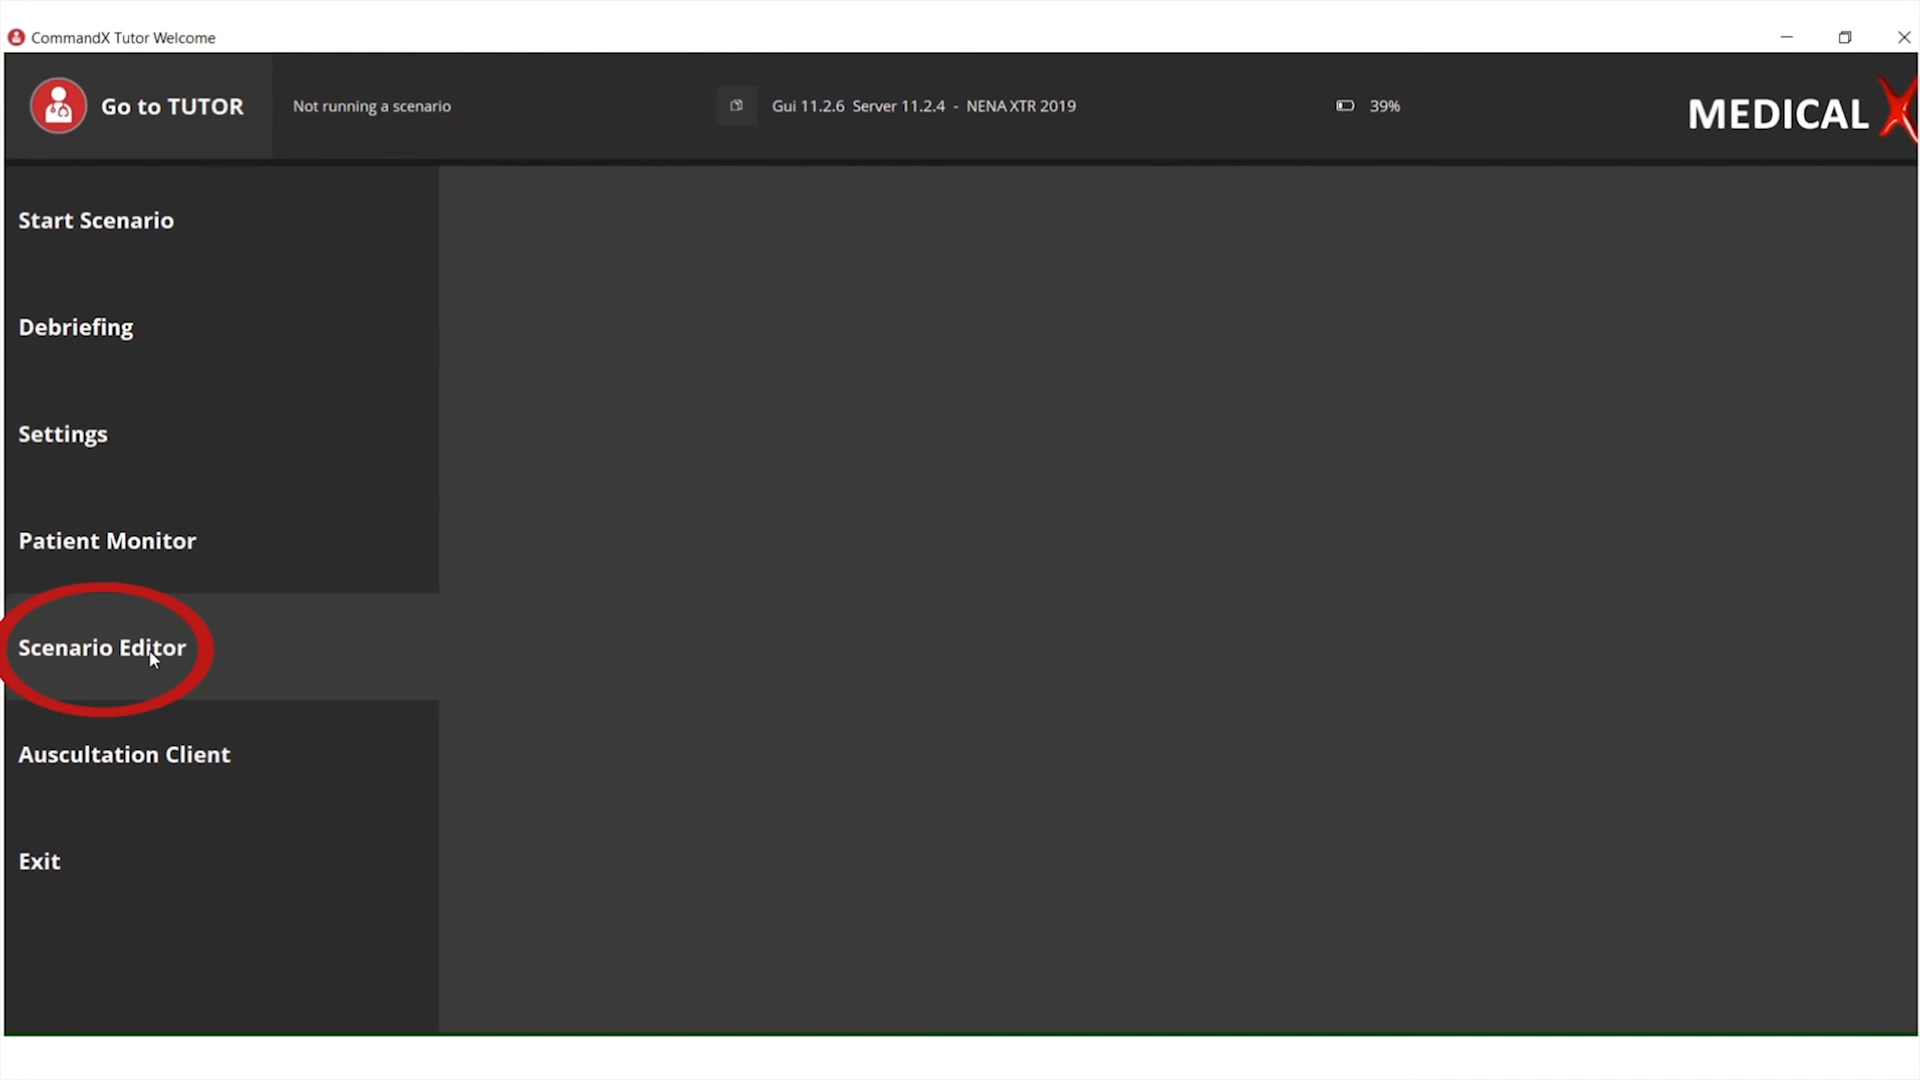 CommandX Tutor Welcome
Go to TUTOR
Not running a scenario
Gui 11.2.6 Server 11.2.4 - NENA XTR 2019
39%
MEDICAL X
Start Scenario
Debriefing
Settings
Patient Monitor
Scenario Editor
Auscultation Client
Exit